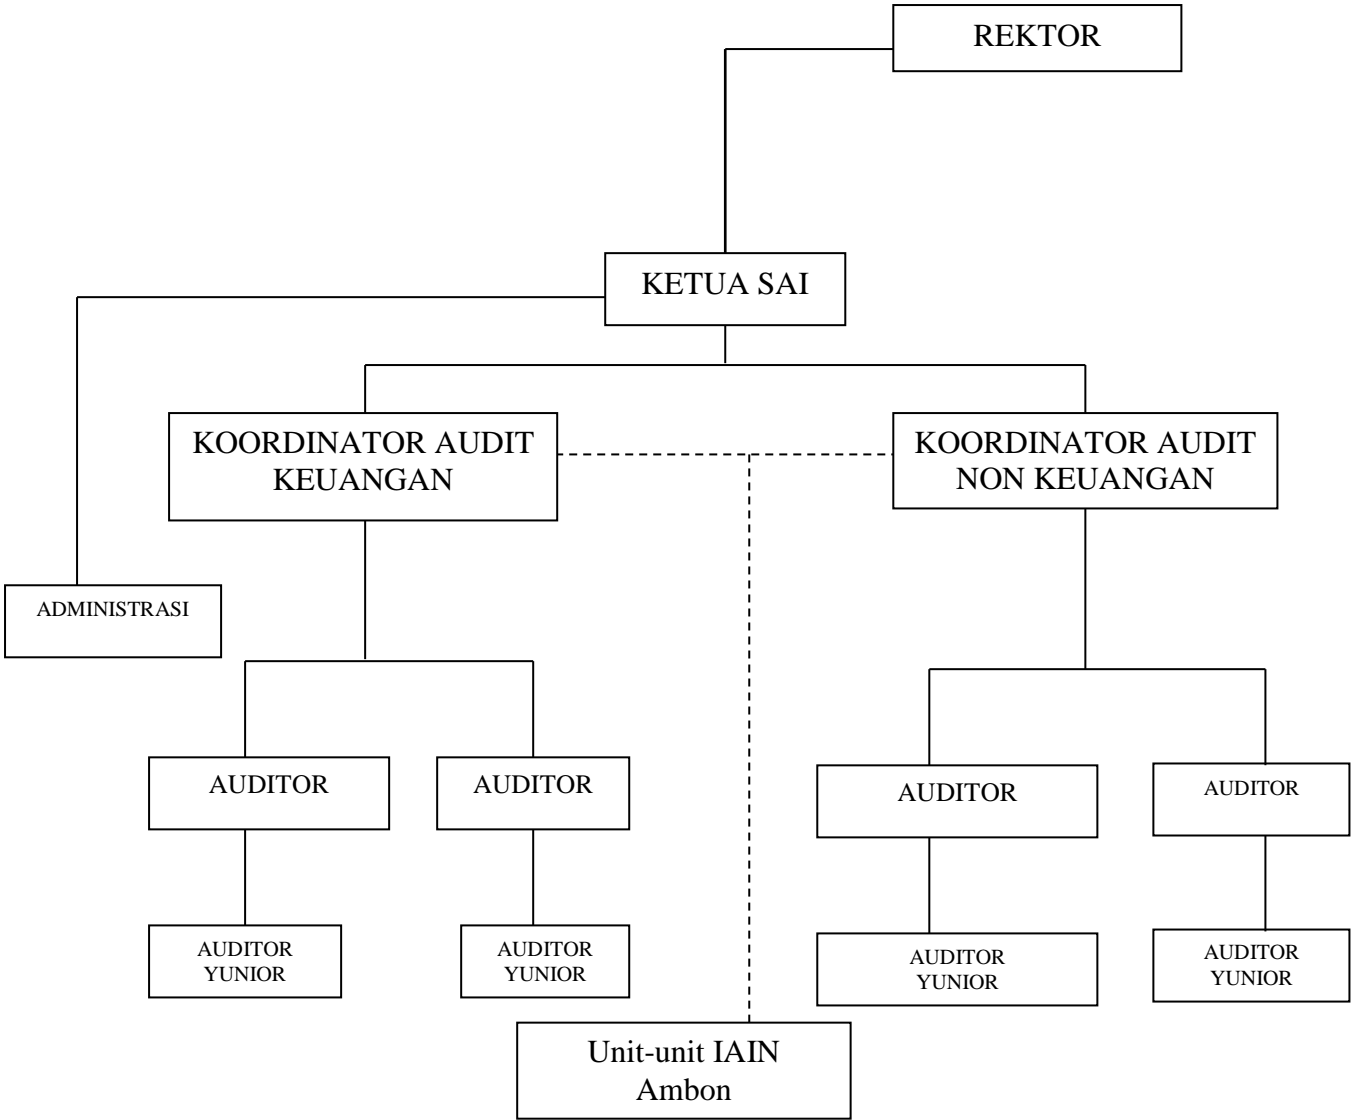 REKTOR
KETUA SAI
KOORDINATOR AUDIT
KEUANGAN
KOORDINATOR AUDIT
NON KEUANGAN
ADMINISTRASI
AUDITOR
AUDITOR
AUDITOR
AUDITOR
AUDITOR
YUNIOR
AUDITOR
YUNIOR
AUDITOR
YUNIOR
AUDITOR
YUNIOR
Unit-unit IAIN
Ambon